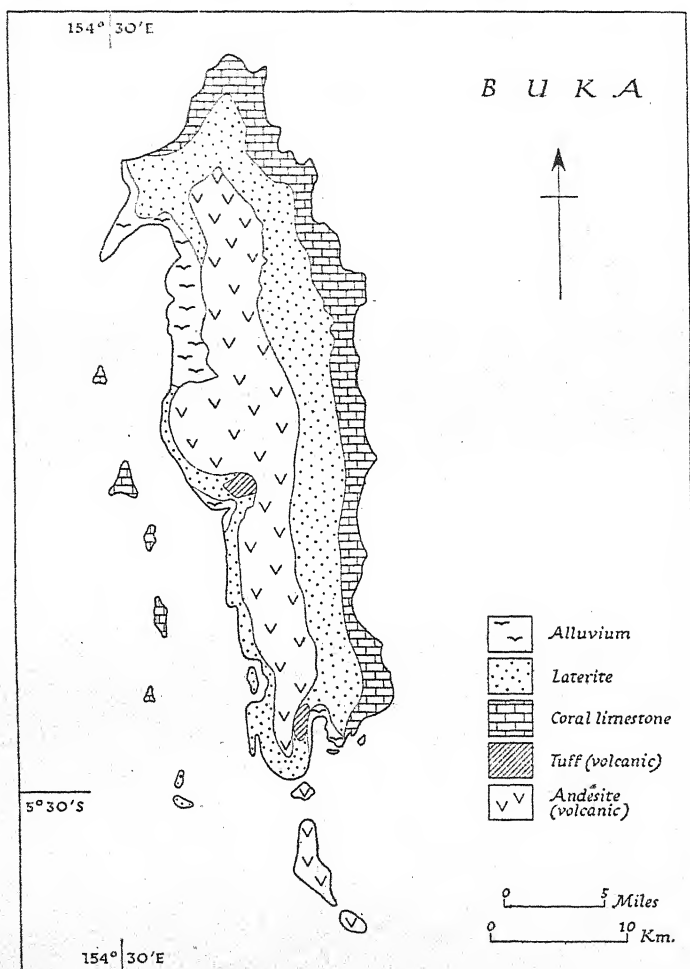 154° 30'E
BUKA
Alluvium
Laterite
Coral limestone
Tuff (volcanic)
Andesite
(volcanic)
5° 30'S
0 5 Miles
0 10 Km.
154° 30'E